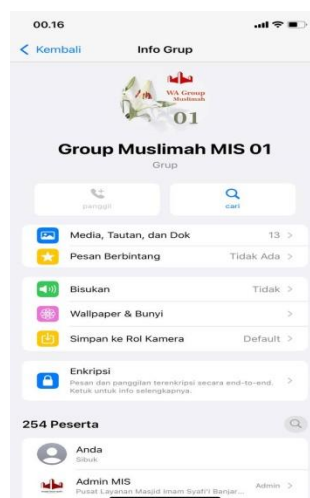 00.16
Kembali
Info Grup
WA Group
Muslimah
01
Group Muslimah MIS 01
Grup
panggil
cari
Media, Tautan, dan Dok 13
Pesan Berbintang Tidak Ada
Bisukan Tidak
Wallpaper & Bunyi
Simpan ke Rol Kamera Default
Enkripsi
Pesan dan panggilan terenkripsi secara end-to-end.
Ketuk untuk info selengkapnya.
254 Peserta
Anda
Sibuk
Admin MIS
Pusat Layanan Masjid Imam Syafi'i Banjar... Admin